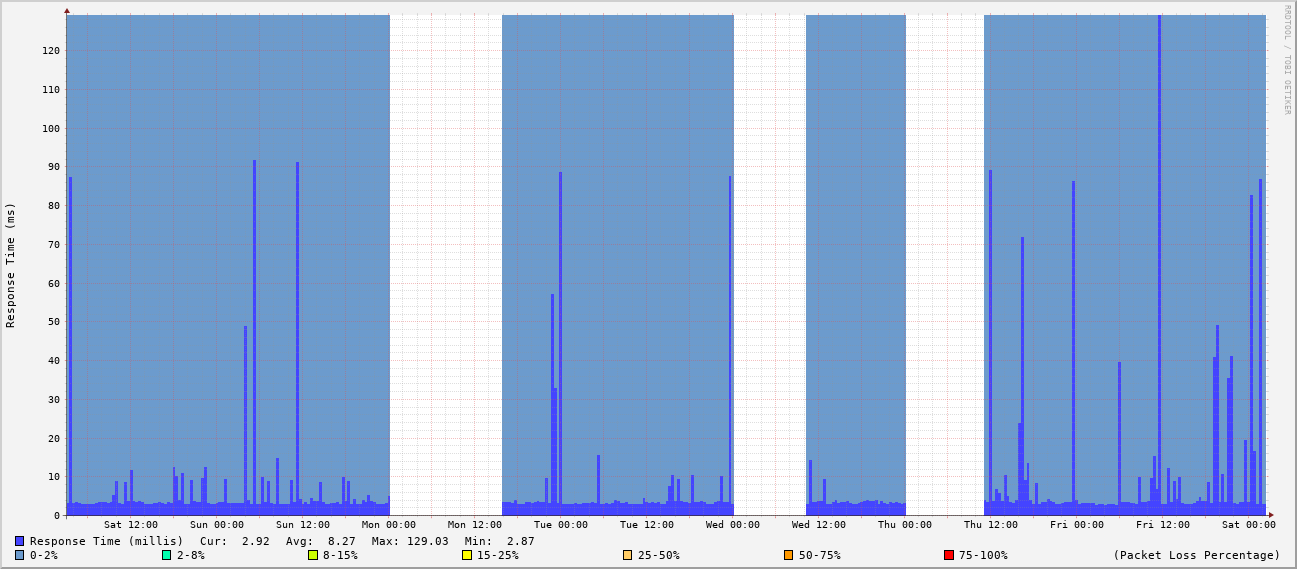 RRDTOOL / TOBI OETIKER
Response Time (ms)
120
110
100
90
80
70
60
50
40
30
20
10
0
Sat 12:00 Sun 00:00 Sun 12:00 Mon 00:00 Mon 12:00 Tue 00:00 Tue 12:00 Wed 00:00 Wed 12:00 Thu 00:00 Thu 12:00 Fri 00:00 Fri 12:00 Sat 00:00
Response Time (millis) Cur: 2.92 Avg: 8.27 Max: 129.03 Min: 2.87
0-2% 2-8% 8-15% 15-25% 25-50% 50-75% 75-100% (Packet Loss Percentage)